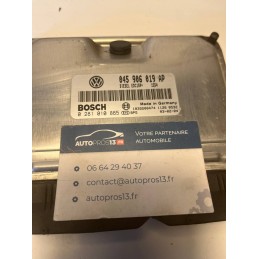 045 906 019 AP
BOSCH
Made in Germany
0 281 010 665
AUTOPROS13.FR
VOTRE PARTENAIRE
AUTOMOBILE
06 64 29 40 37
contact@autopros13.fr
autopros13.fr